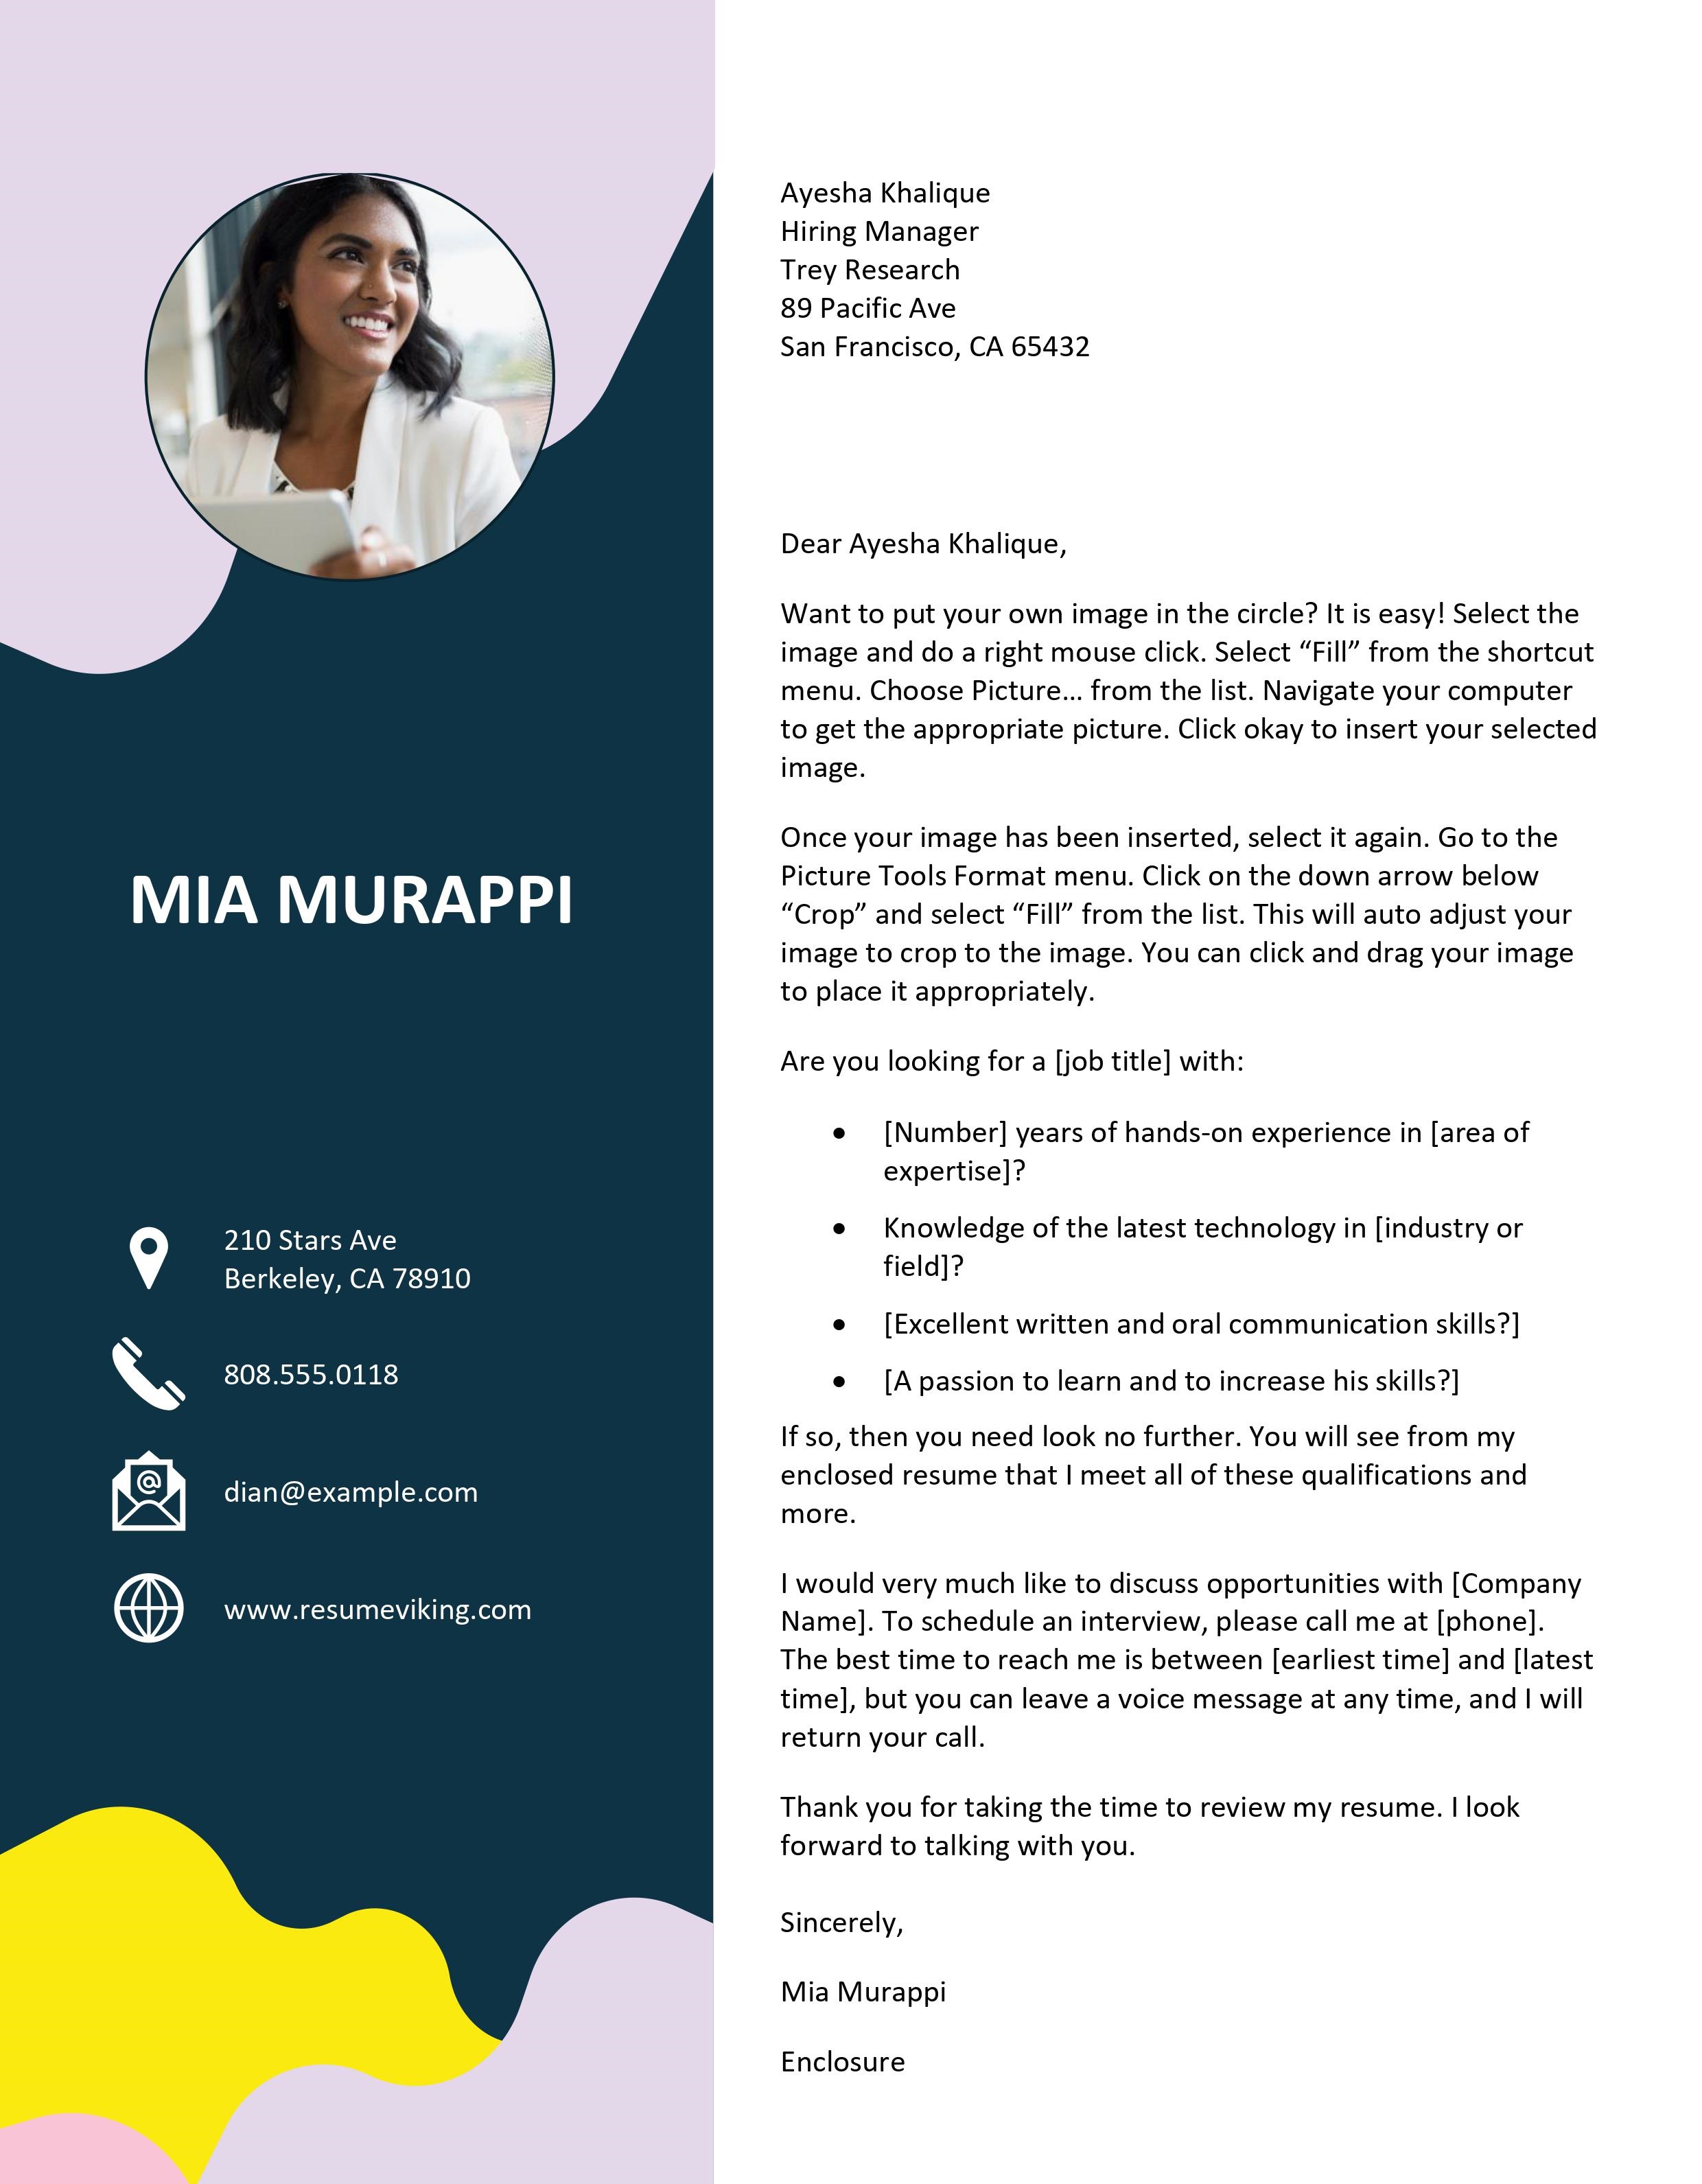 MIA MURAPPI
210 Stars Ave
Berkeley, CA 78910
808.555.0118
dian@example.com
www.resumeviking.com
Ayesha Khalique
Hiring Manager
Trey Research
89 Pacific Ave
San Francisco, CA 65432
Dear Ayesha Khalique,
Want to put your own image in the circle? It is easy! Select the
image and do a right mouse click. Select “Fill” from the shortcut
menu. Choose Picture… from the list. Navigate your computer
to get the appropriate picture. Click okay to insert your selected
image.
Once your image has been inserted, select it again. Go to the
Picture Tools Format menu. Click on the down arrow below
“Crop” and select “Fill” from the list. This will auto adjust your
image to crop to the image. You can click and drag your image
to place it appropriately.
Are you looking for a [job title] with:
• [Number] years of hands-on experience in [area of
expertise]?
• Knowledge of the latest technology in [industry or
field]?
• [Excellent written and oral communication skills?]
• [A passion to learn and to increase his skills?]
If so, then you need look no further. You will see from my
enclosed resume that I meet all of these qualifications and
more.
I would very much like to discuss opportunities with [Company
Name]. To schedule an interview, please call me at [phone].
The best time to reach me is between [earliest time] and [latest
time], but you can leave a voice message at any time, and I will
return your call.
Thank you for taking the time to review my resume. I look
forward to talking with you.
Sincerely,
Mia Murappi
Enclosure